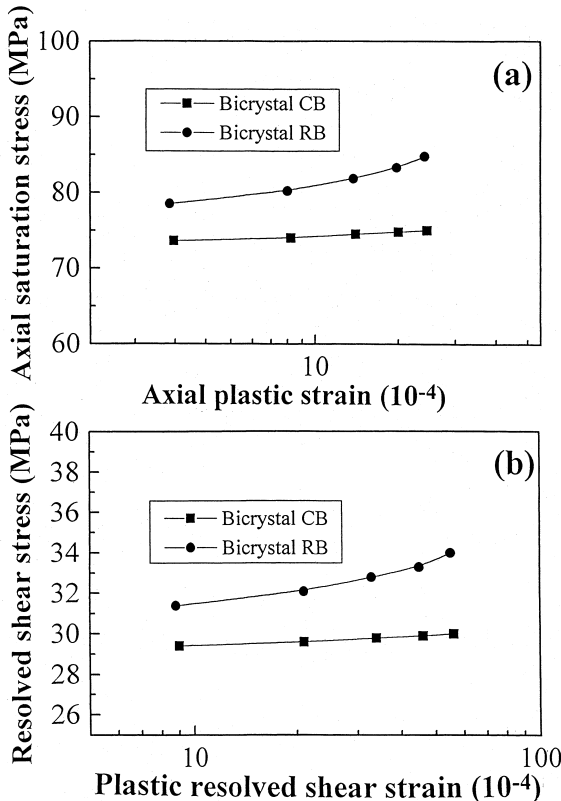 100
90
80
70
60
Axial saturation stress (MPa)
(a)
Bicrystal CB
Bicrystal RB
10
Axial plastic strain (10-4)
40
38
36
34
32
30
28
26
Resolved shear stress (MPa)
(b)
Bicrystal CB
Bicrystal RB
10
100
Plastic resolved shear strain (10-4)